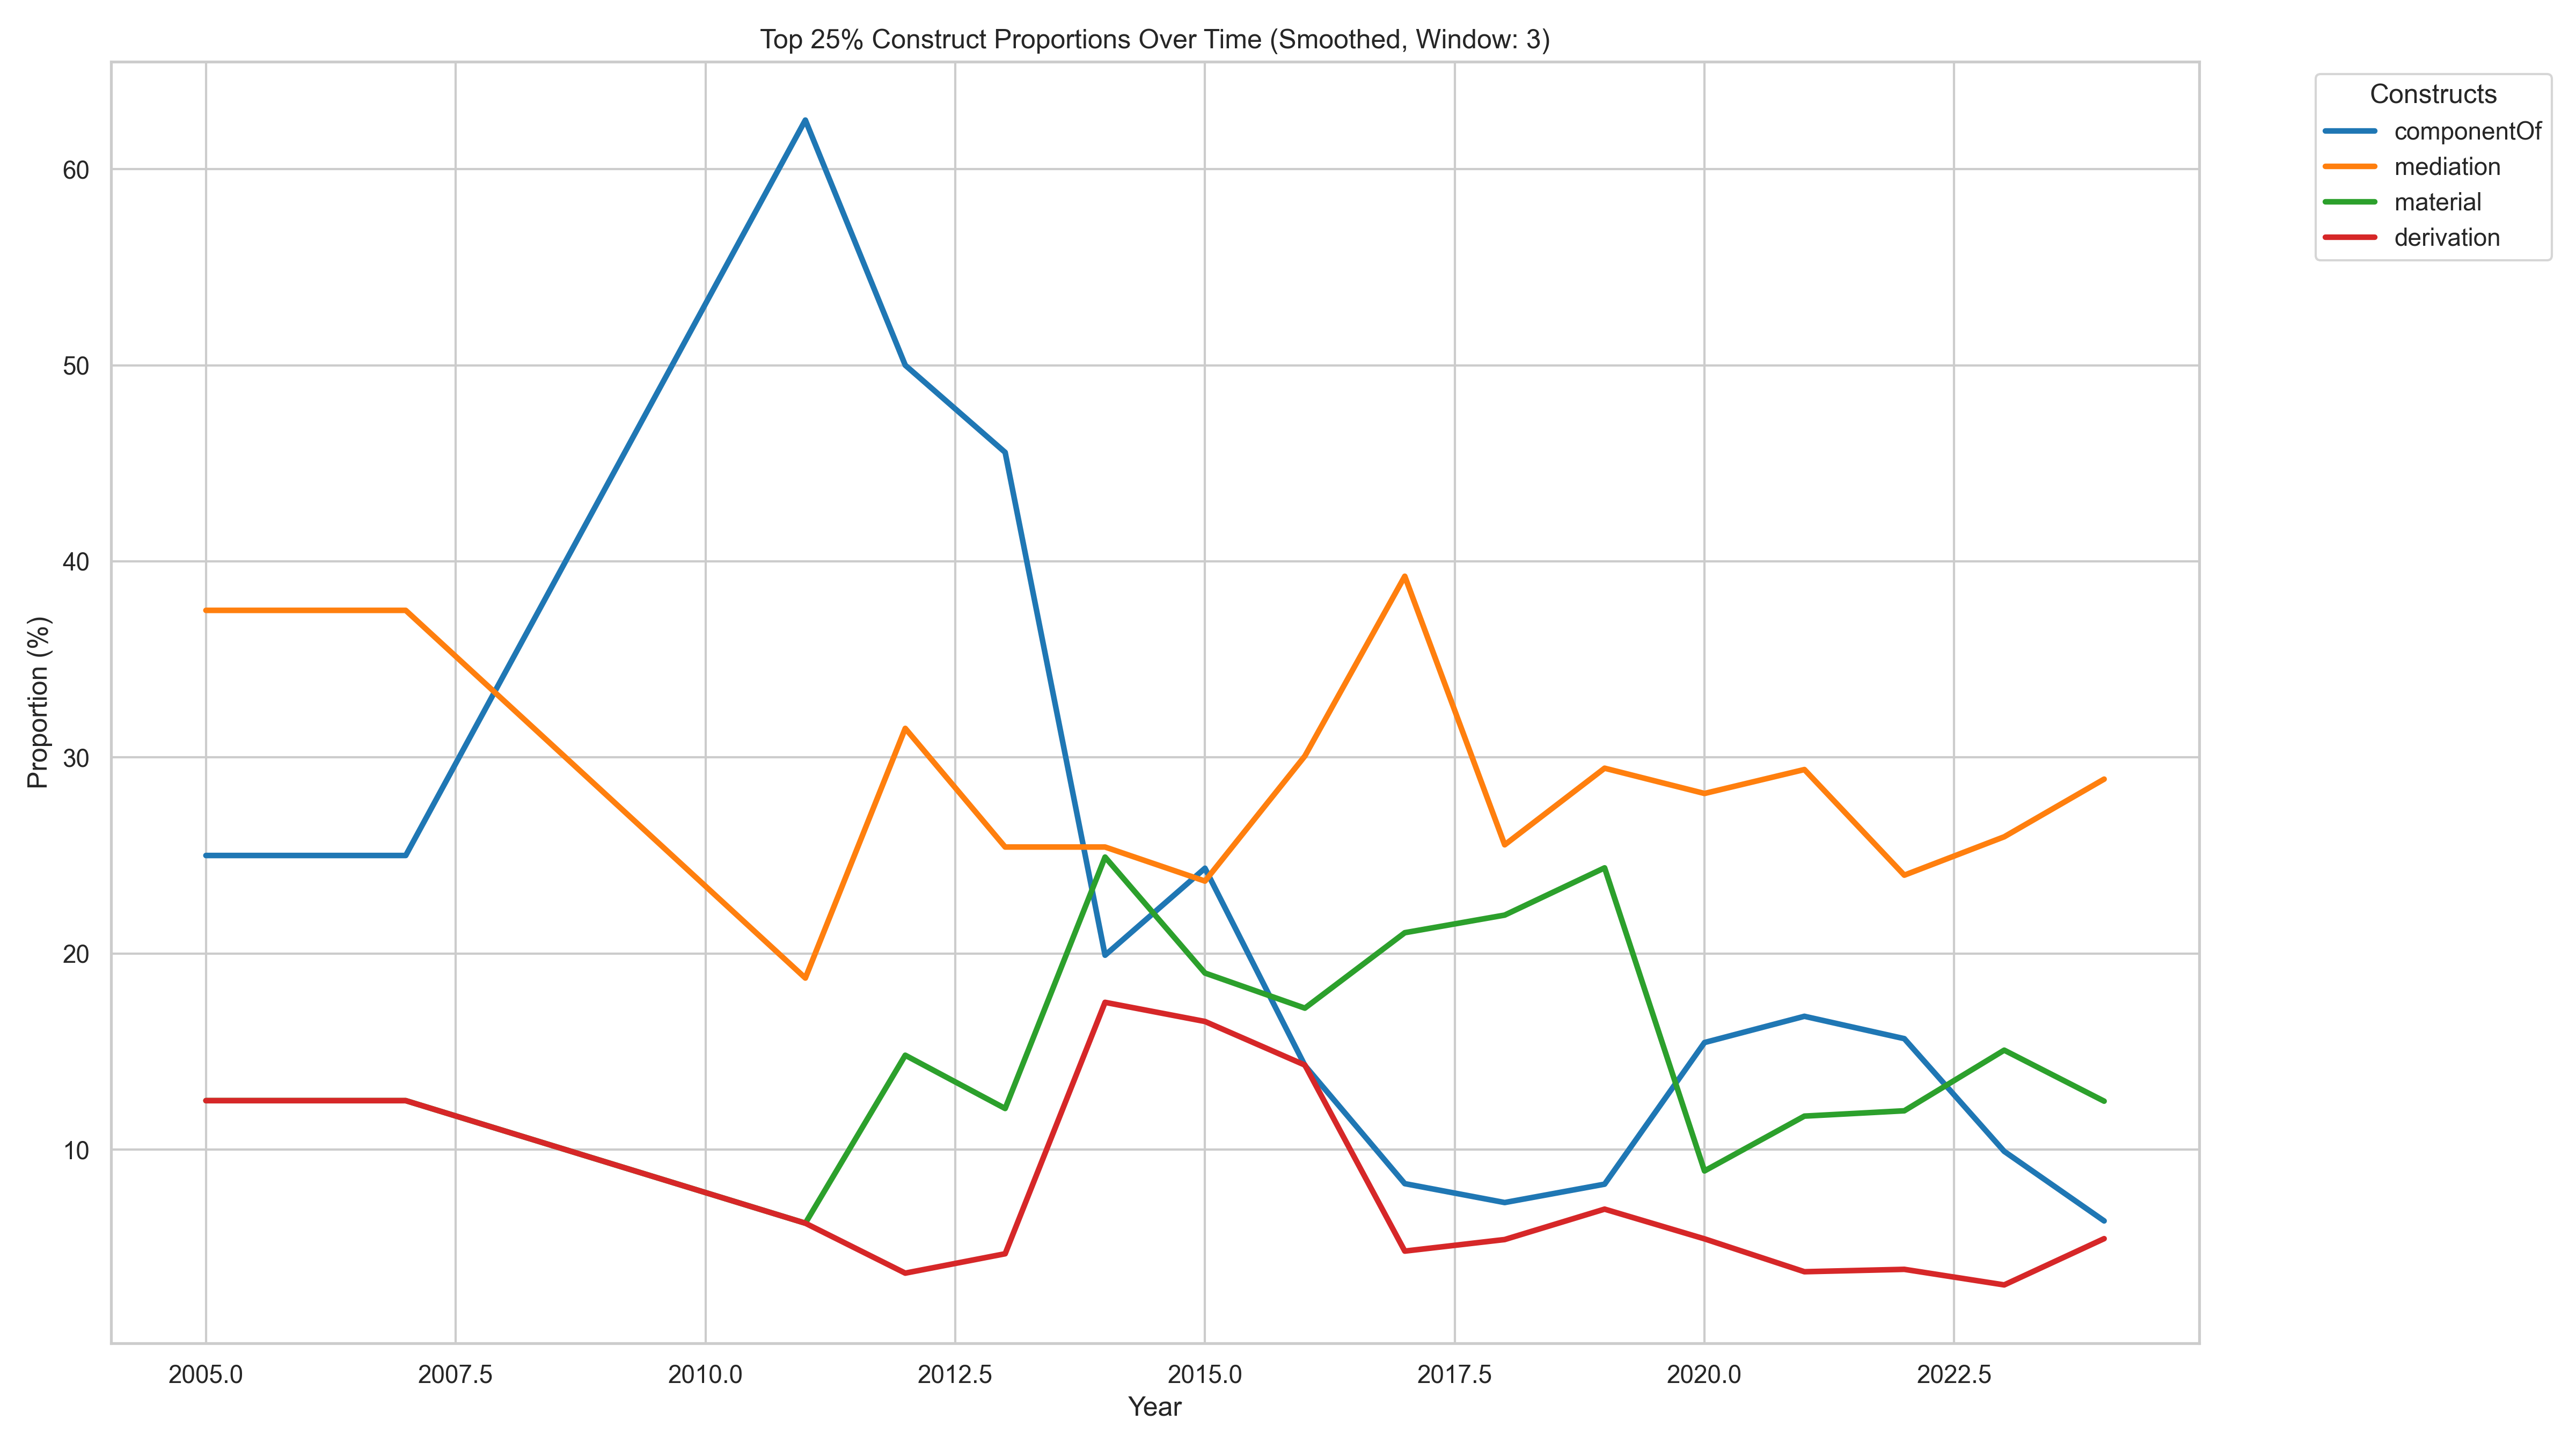 Top 25% Construct Proportions Over Time (Smoothed, Window: 3)
Constructs
componentOf
mediation
material
derivation
Proportion (%)
60
50
40
30
20
10
2005.0 2007.5 2010.0 2012.5 2015.0 2017.5 2020.0 2022.5
Year